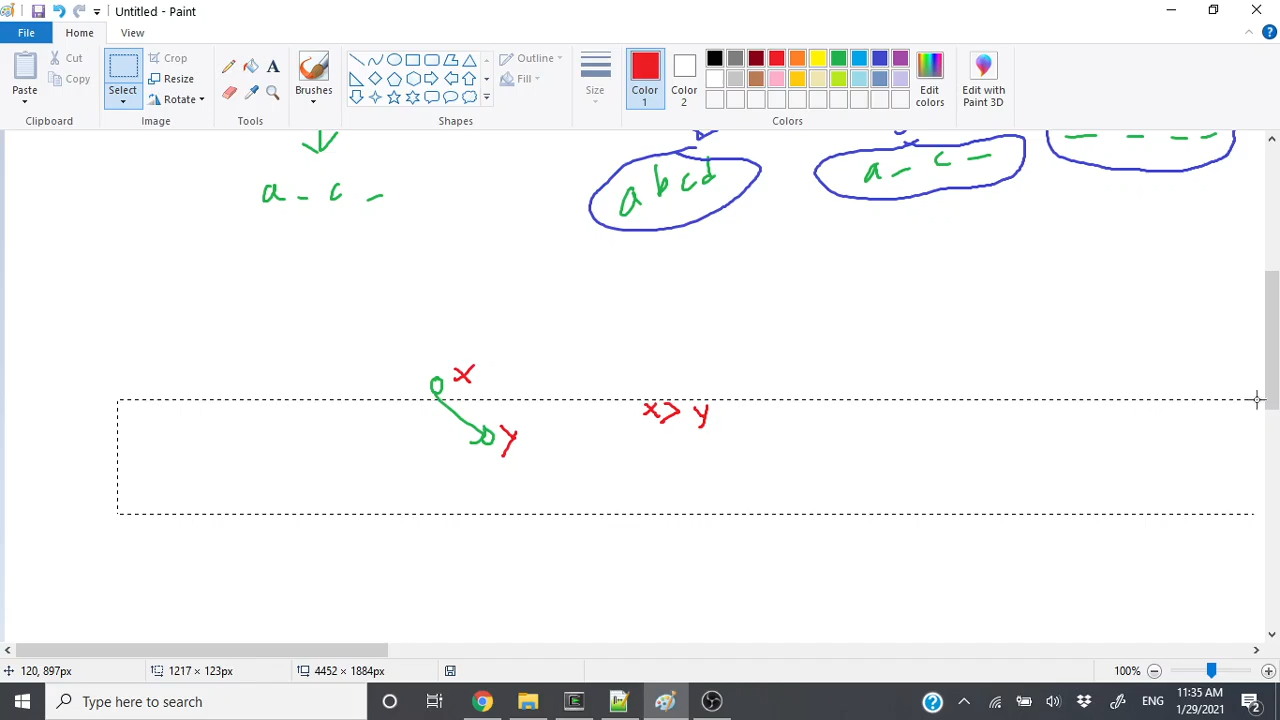 Untitled - Paint
File Home View
Paste
Cut
Copy
Clipboard
Select
Crop
Resize
Rotate
Image
A
Tools
Brushes
Shapes
Outline
Fill
Size
Color 1
Color 2
Edit colors
Edit with Paint 3D
Colors
a - c -
a b c d
a - c -
x
y
x > y
120, 897px
1217 × 123px
4452 × 1884px
100%
Type here to search
ENG
11:35 AM
1/29/2021
2